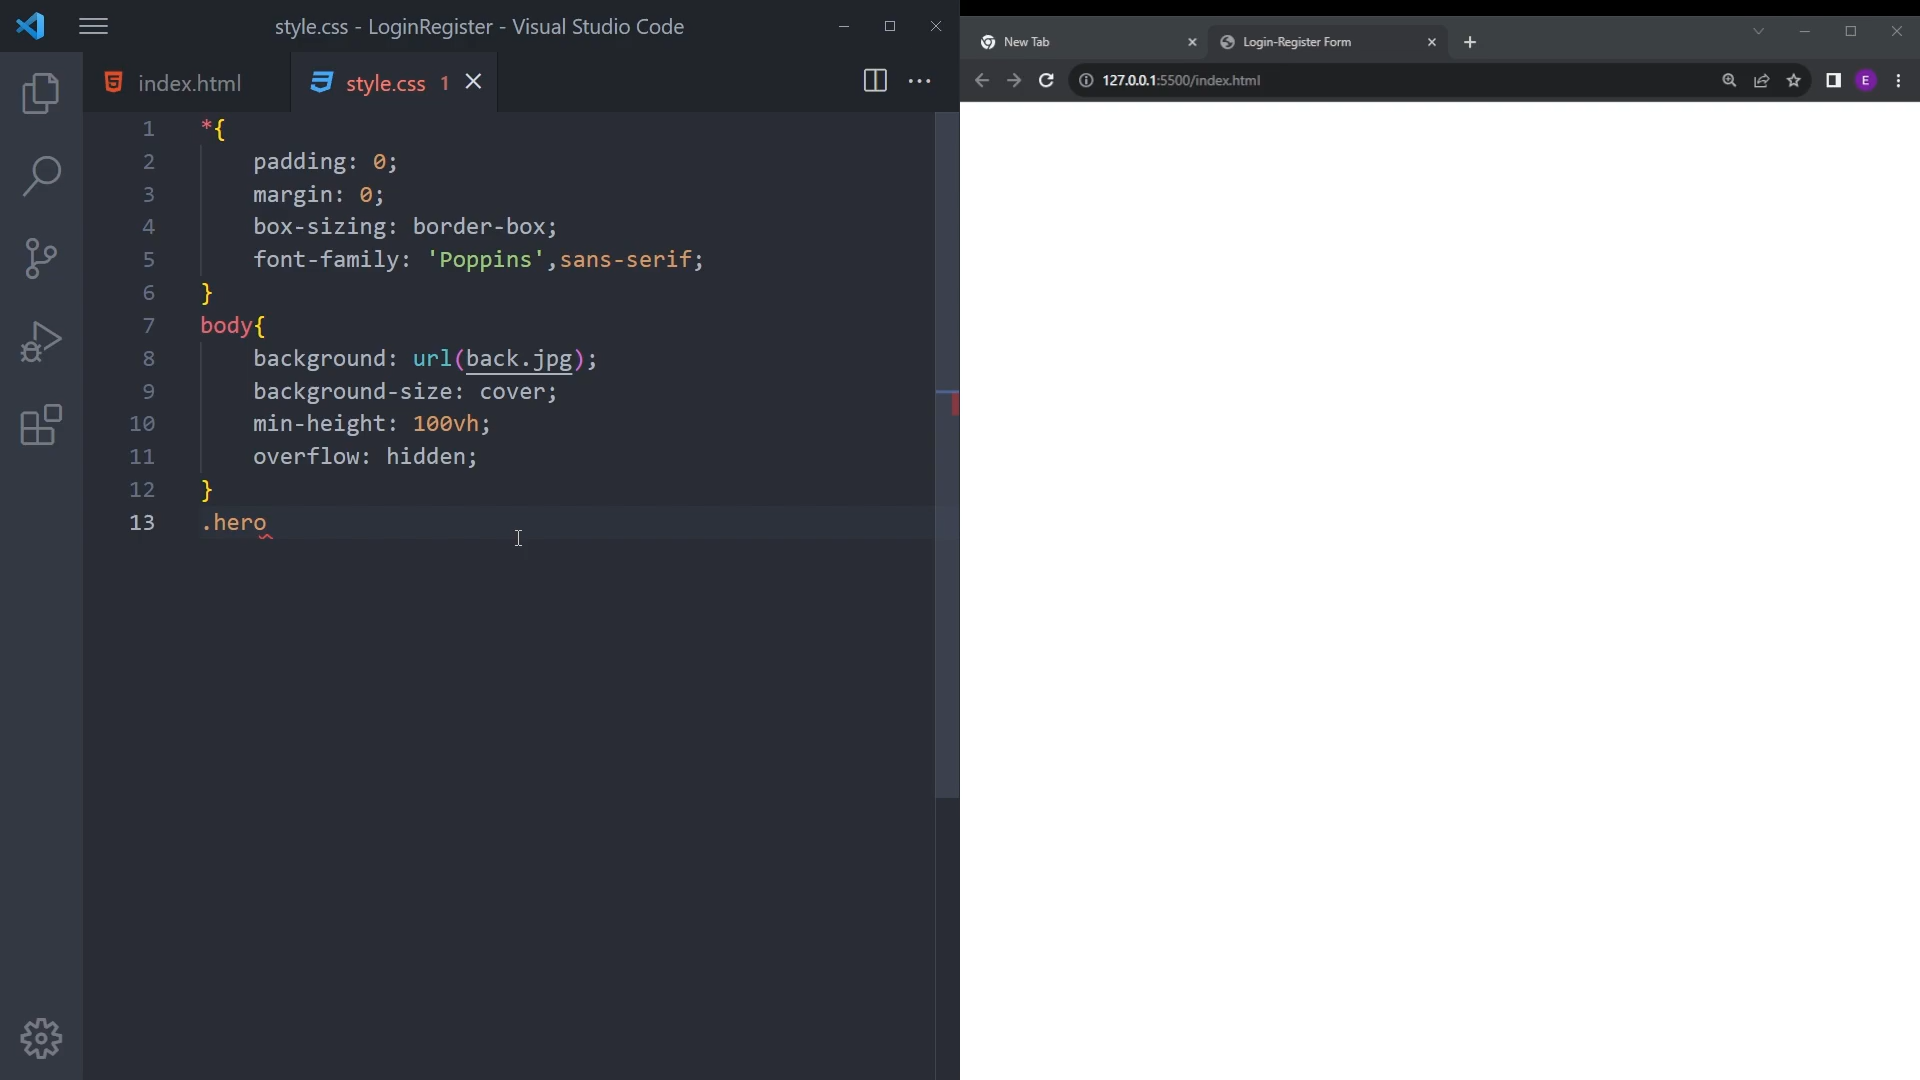 style.css - LoginRegister - Visual Studio Code
index.html
style.css 1
1 *{
2 padding: 0;
3 margin: 0;
4 box-sizing: border-box;
5 font-family: 'Poppins',sans-serif;
6 }
7 body{
8 background: url(back.jpg);
9 background-size: cover;
10 min-height: 100vh;
11 overflow: hidden;
12 }
13 .hero
New Tab
Login-Register Form
127.0.0.1:5500/index.html
E